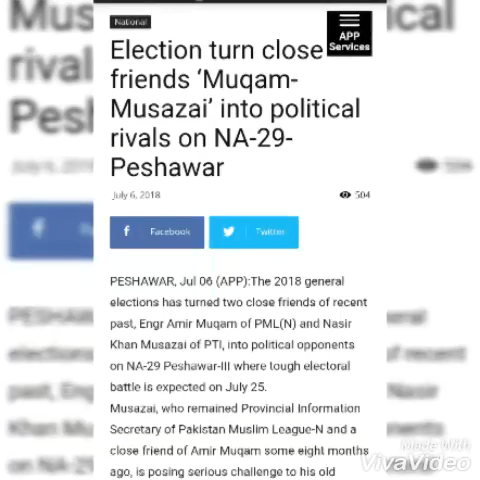 National
APP
Services
Election turn close
friends ‘Muqam-
Musazai’ into political
rivals on NA-29-
Peshawar
July 6, 2018
504
Facebook
Twitter
PESHAWAR, Jul 06 (APP):The 2018 general
elections has turned two close friends of recent
past, Engr Amir Muqam of PML(N) and Nasir
Khan Musazai of PTI, into political opponents
on NA-29 Peshawar-III where tough electoral
battle is expected on July 25.
Musazai, who remained Provincial Information
Secretary of Pakistan Muslim League-N and a
close friend of Amir Muqam some eight months
ago, is posing serious challenge to his old
Made With
VivaVideo